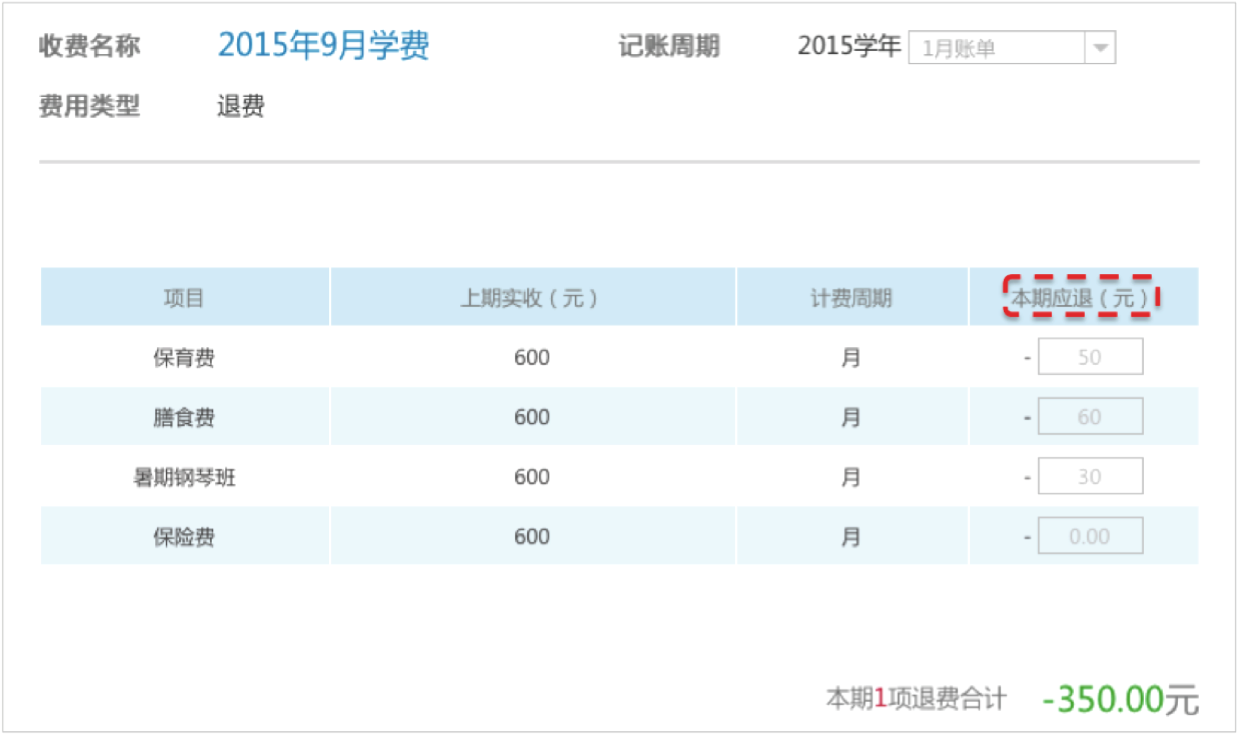 收费名称 2015年9月学费 记账周期 2015学年 1月账单
费用类型 退费
项目 上期实收（元） 计费周期 本期应退（元）
保育费 600 月 - 50
膳食费 600 月 - 60
暑期钢琴班 600 月 - 30
保险费 600 月 - 0.00
本期1项退费合计 -350.00元